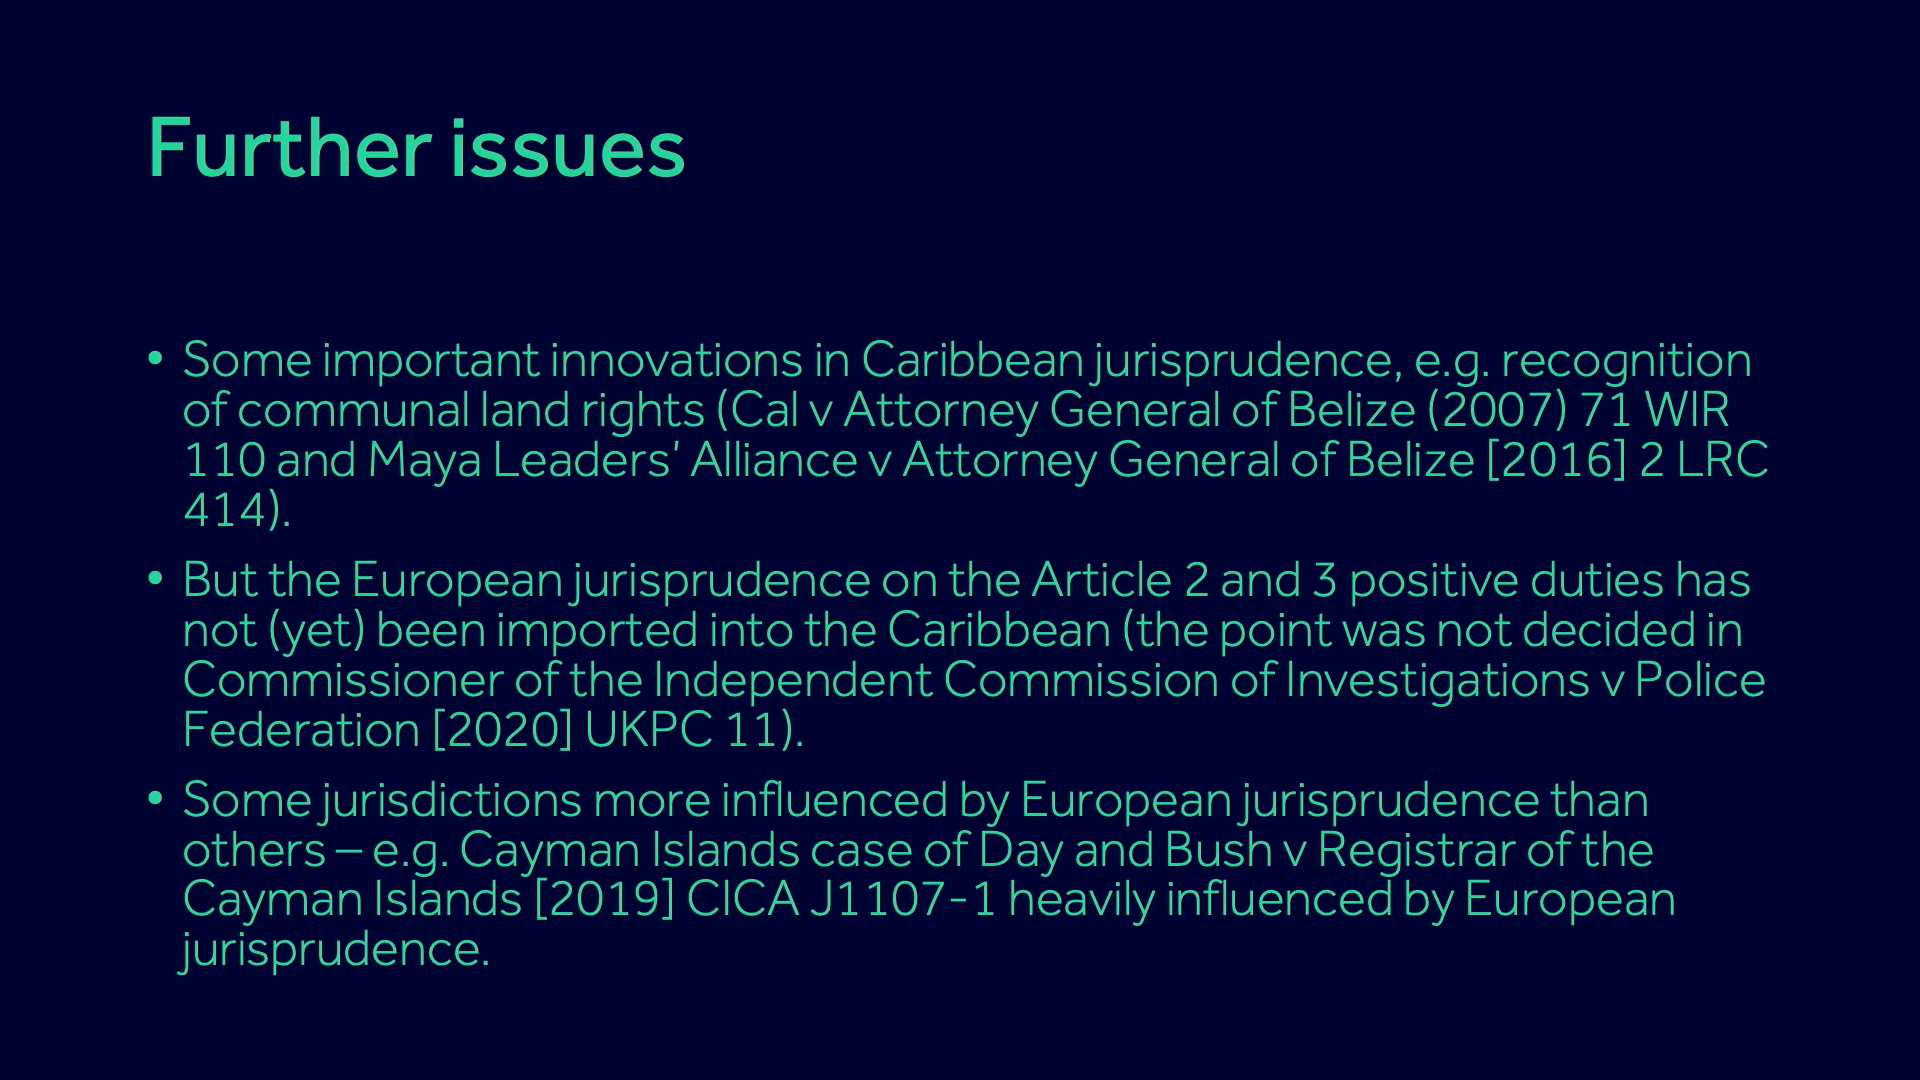 Further issues
• Some important innovations in Caribbean jurisprudence, e.g. recognition
of communal land rights (Cal v Attorney General of Belize (2007) 71 WIR
110 and Maya Leaders’ Alliance v Attorney General of Belize [2016] 2 LRC
414).
• But the European jurisprudence on the Article 2 and 3 positive duties has
not (yet) been imported into the Caribbean (the point was not decided in
Commissioner of the Independent Commission of Investigations v Police
Federation [2020] UKPC 11).
• Some jurisdictions more influenced by European jurisprudence than
others – e.g. Cayman Islands case of Day and Bush v Registrar of the
Cayman Islands [2019] CICA J1107-1 heavily influenced by European
jurisprudence.